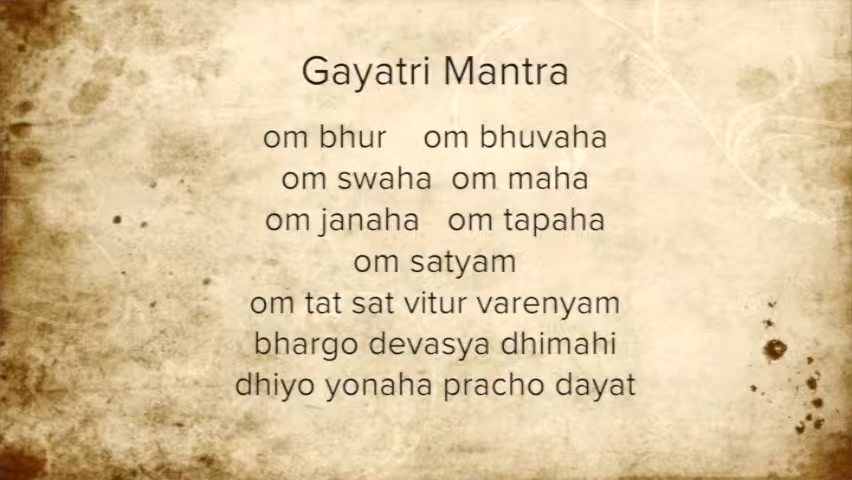 Gayatri Mantra
om bhur om bhuvaha
om swaha om maha
om janaha om tapaha
om satyam
om tat sat vitur varenyam
bhargo devasya dhimahi
dhiyo yonaha pracho dayat